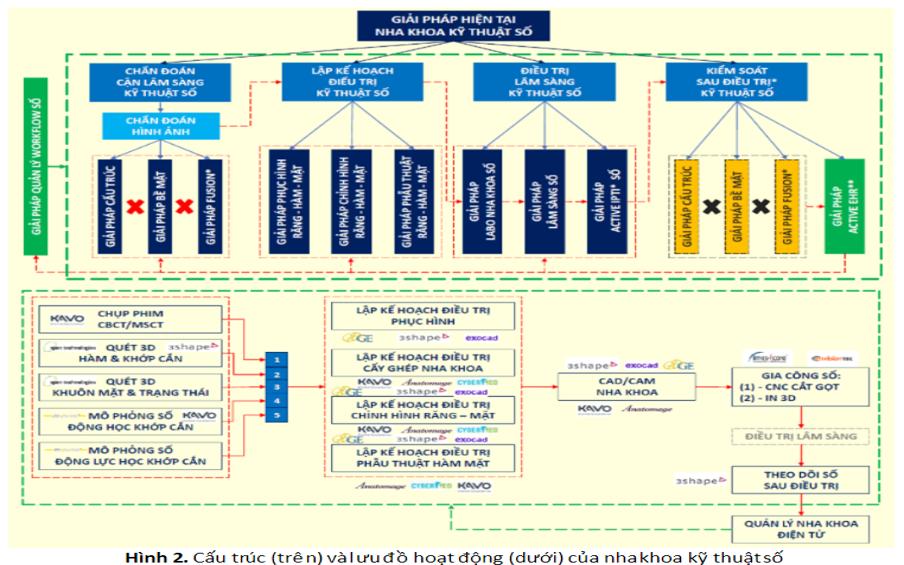 GIẢI PHÁP HIỆN TẠI
NHA KHOA KỸ THUẬT SỐ
CHẨN ĐOÁN
CẬN LÂM SÀNG
KỸ THUẬT SỐ
LẬP KẾ HOẠCH
ĐIỀU TRỊ
KỸ THUẬT SỐ
ĐIỀU TRỊ
LÂM SÀNG
KỸ THUẬT SỐ
KIỂM SOÁT
SAU ĐIỀU TRỊ*
KỸ THUẬT SỐ
CHẨN ĐOÁN
HÌNH ẢNH
GIẢI PHÁP QUẢN LÝ WORKFLOW SỐ
GIẢI PHÁP CẤU TRÚC
GIẢI PHÁP BỀ MẶT
GIẢI PHÁP FUSION*
GIẢI PHÁP PHỤC HÌNH
RĂNG - HÀM - MẶT
GIẢI PHÁP CHỈNH HÌNH
RĂNG - HÀM - MẶT
GIẢI PHÁP PHẪU THUẬT
RĂNG - HÀM - MẶT
GIẢI PHÁP
LABO NHA KHOA SỐ
GIẢI PHÁP
LÂM SÀNG SỐ
GIẢI PHÁP
ACTIVE IPTI* SỐ
GIẢI PHÁP CẤU TRÚC
GIẢI PHÁP BỀ MẶT
GIẢI PHÁP FUSION*
GIẢI PHÁP
ACTIVE EHR**
KAVO CHỤP PHIM
CBCT/MSCT
QUÉT 3D 3shape
HÀM & KHỚP CẮN
QUÉT 3D
KHUÔN MẶT & TRẠNG THÁI
MÔ PHỎNG SỐ KAVO
ĐỘNG HỌC KHỚP CẮN
MÔ PHỎNG SỐ
ĐỘNG LỰC HỌC KHỚP CẮN
1
2
3
4
5
LẬP KẾ HOẠCH ĐIỀU TRỊ
PHỤC HÌNH
GE 3shape exocad
LẬP KẾ HOẠCH ĐIỀU TRỊ
CẤY GHÉP NHA KHOA
KAVO Anatomage CYBERMED
GE 3shape exocad
LẬP KẾ HOẠCH ĐIỀU TRỊ
CHỈNH HÌNH RĂNG – MẶT
KAVO Anatomage CYBERMED
GE 3shape exocad
LẬP KẾ HOẠCH ĐIỀU TRỊ
PHẪU THUẬT HÀM MẶT
Anatomage CYBERMED KAVO
3shape exocad GE
CAD/CAM
NHA KHOA
KAVO Anatomage
GIA CÔNG SỐ:
(1) - CNC CẮT GỌT
(2) - IN 3D
ĐIỀU TRỊ LÂM SÀNG
3shape
THEO DÕI SỐ
SAU ĐIỀU TRỊ
QUẢN LÝ NHA KHOA
ĐIỆN TỬ
Hình 2. Cấu trúc (trên) và lưu đồ hoạt động (dưới) của nha khoa kỹ thuật số